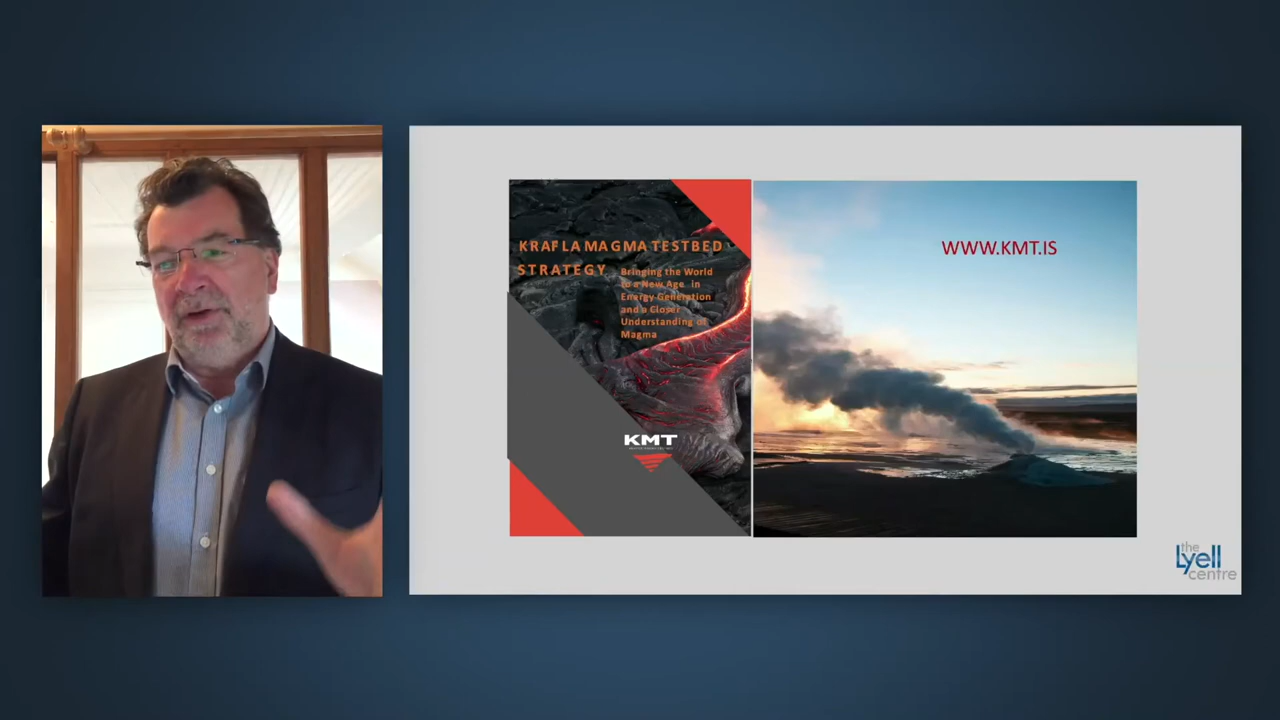 KRAFLA MAGMA TESTBED
STRATEGY
Bringing the World
to a New Age in
Energy Generation
and a Closer
Understanding of
Magma
KMT
WWW.KMT.IS
the
Lyell
centre